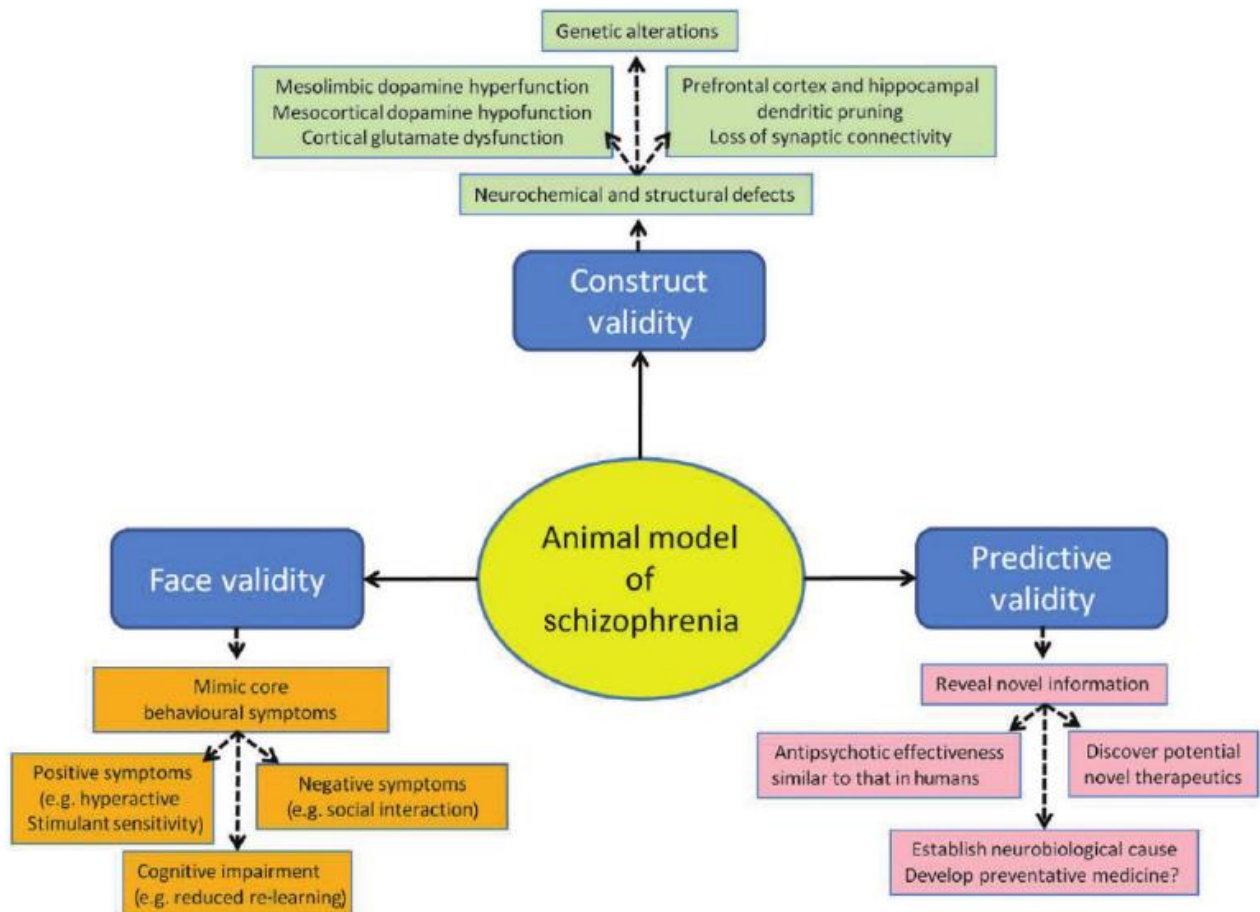 Genetic alterations
Mesolimbic dopamine hyperfunction
Mesocortical dopamine hypofunction
Cortical glutamate dysfunction
Prefrontal cortex and hippocampal
dendritic pruning
Loss of synaptic connectivity
Neurochemical and structural defects
Construct
validity
Animal model
of
schizophrenia
Face validity
Predictive
validity
Mimic core
behavioural symptoms
Positive symptoms
(e.g. hyperactive
Stimulant sensitivity)
Negative symptoms
(e.g. social interaction)
Cognitive impairment
(e.g. reduced re-learning)
Reveal novel information
Antipsychotic effectiveness
similar to that in humans
Discover potential
novel therapeutics
Establish neurobiological cause
Develop preventative medicine?